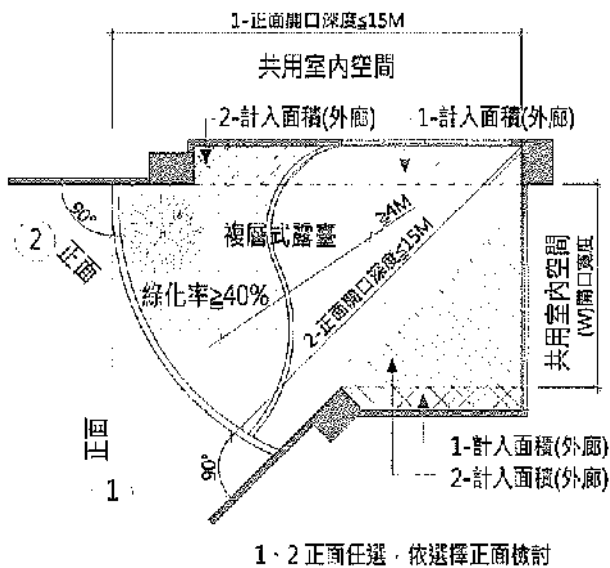 1-正面開口深度≦15M
共用室內空間
2-計入面積(外廊)
1-計入面積(外廊)
90°
2 正面
複層式露臺
≧4M
2-正面開口深度≦15M
綠化率≧40%
共用室內空間
(W)開口寬度
正面
1
90°
1-計入面積(外廊)
2-計入面積(外廊)
1、2 正面任選，依選擇正面檢討